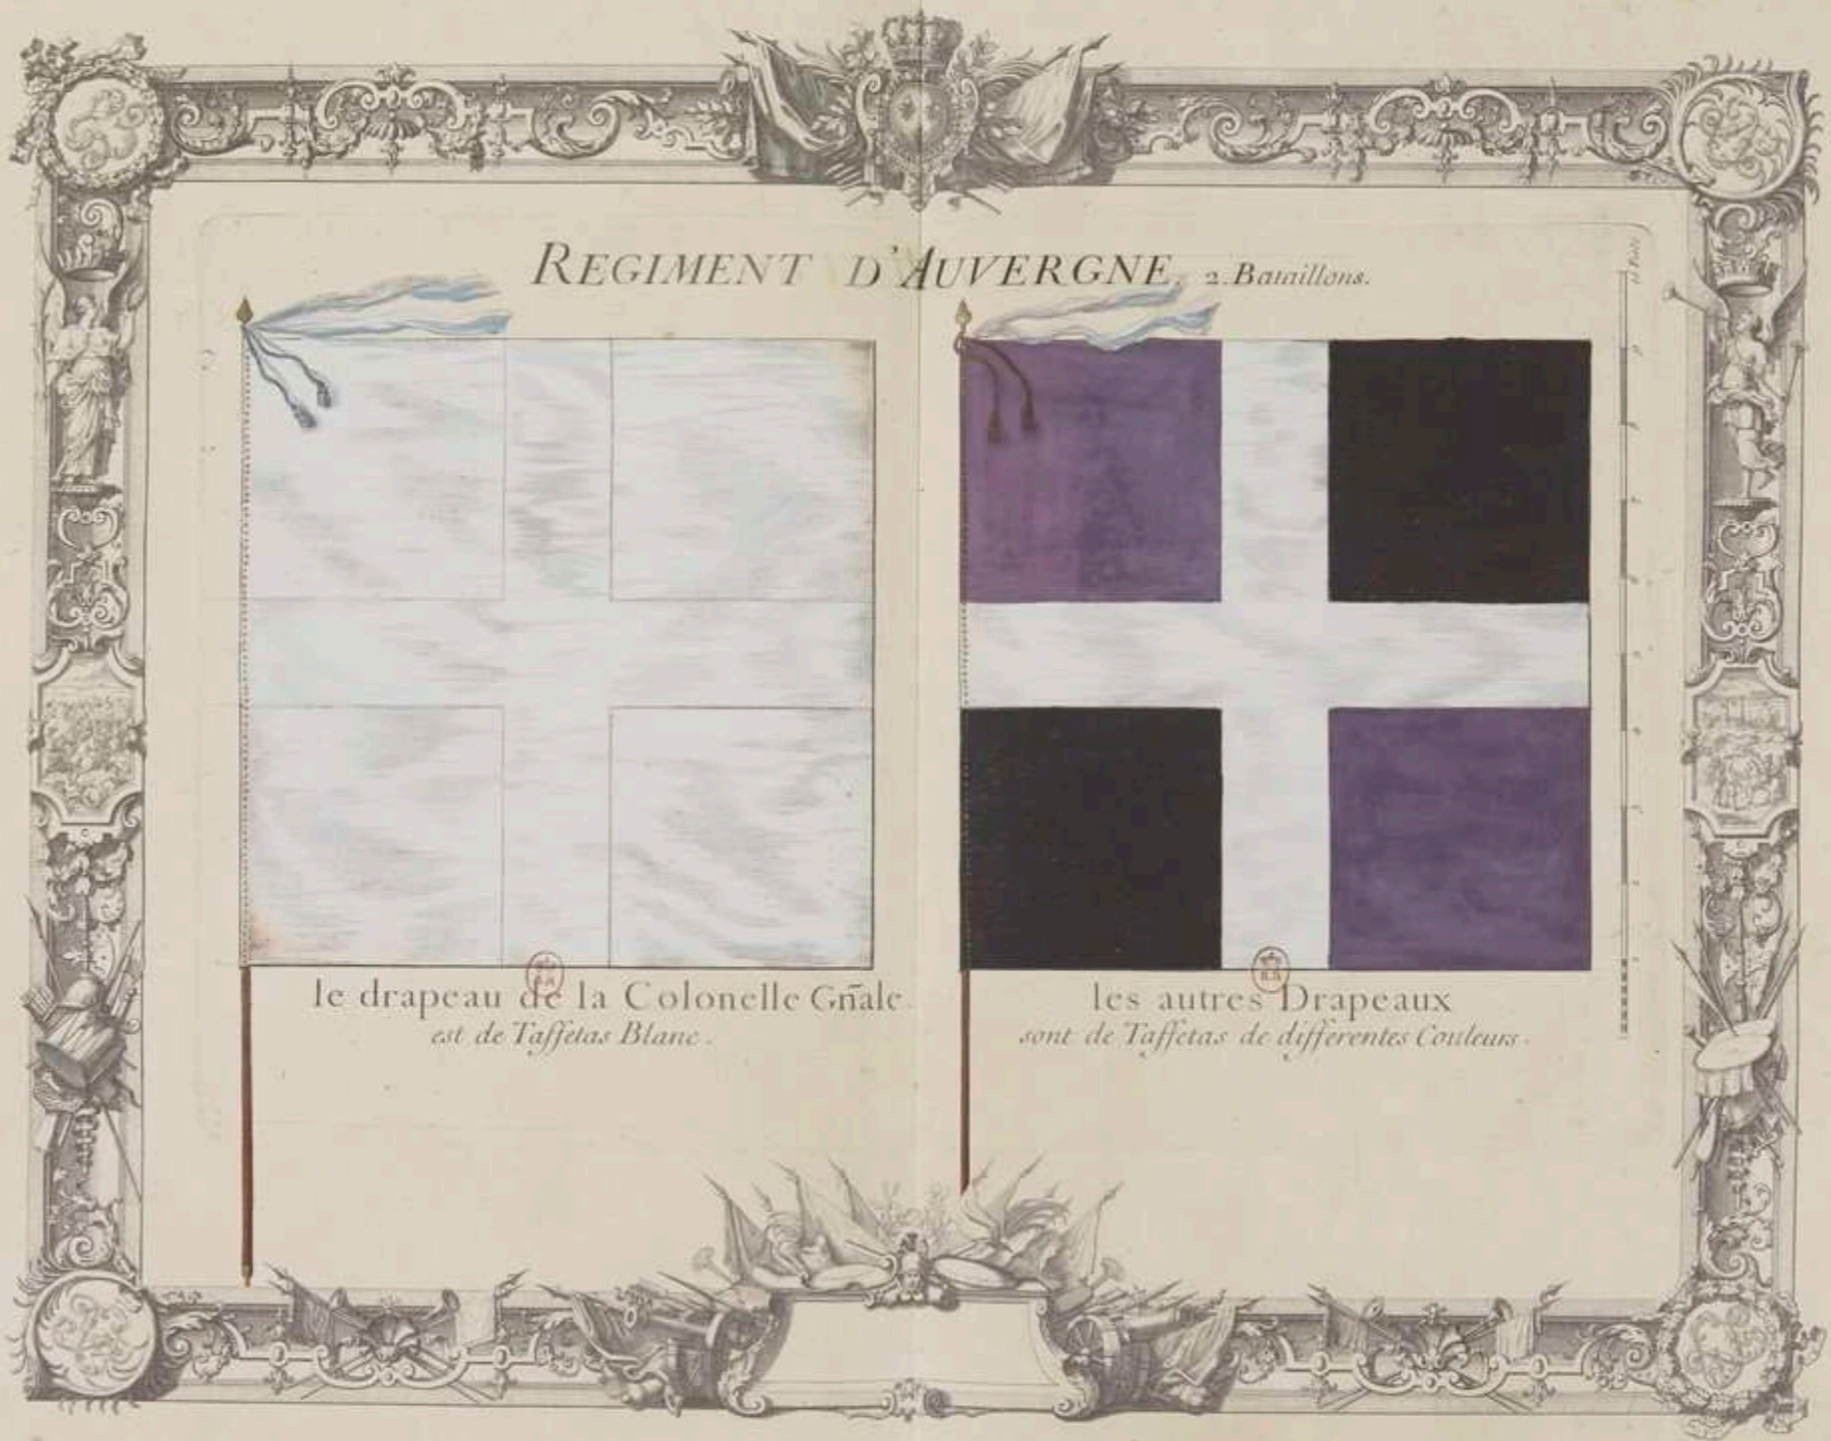 REGIMENT D'AUVERGNE, 2. Bataillons.
le drapeau de la Colonelle Gñale.
est de Taffetas Blanc.
les autres Drapeaux
sont de Taffetas de differentes Couleurs.